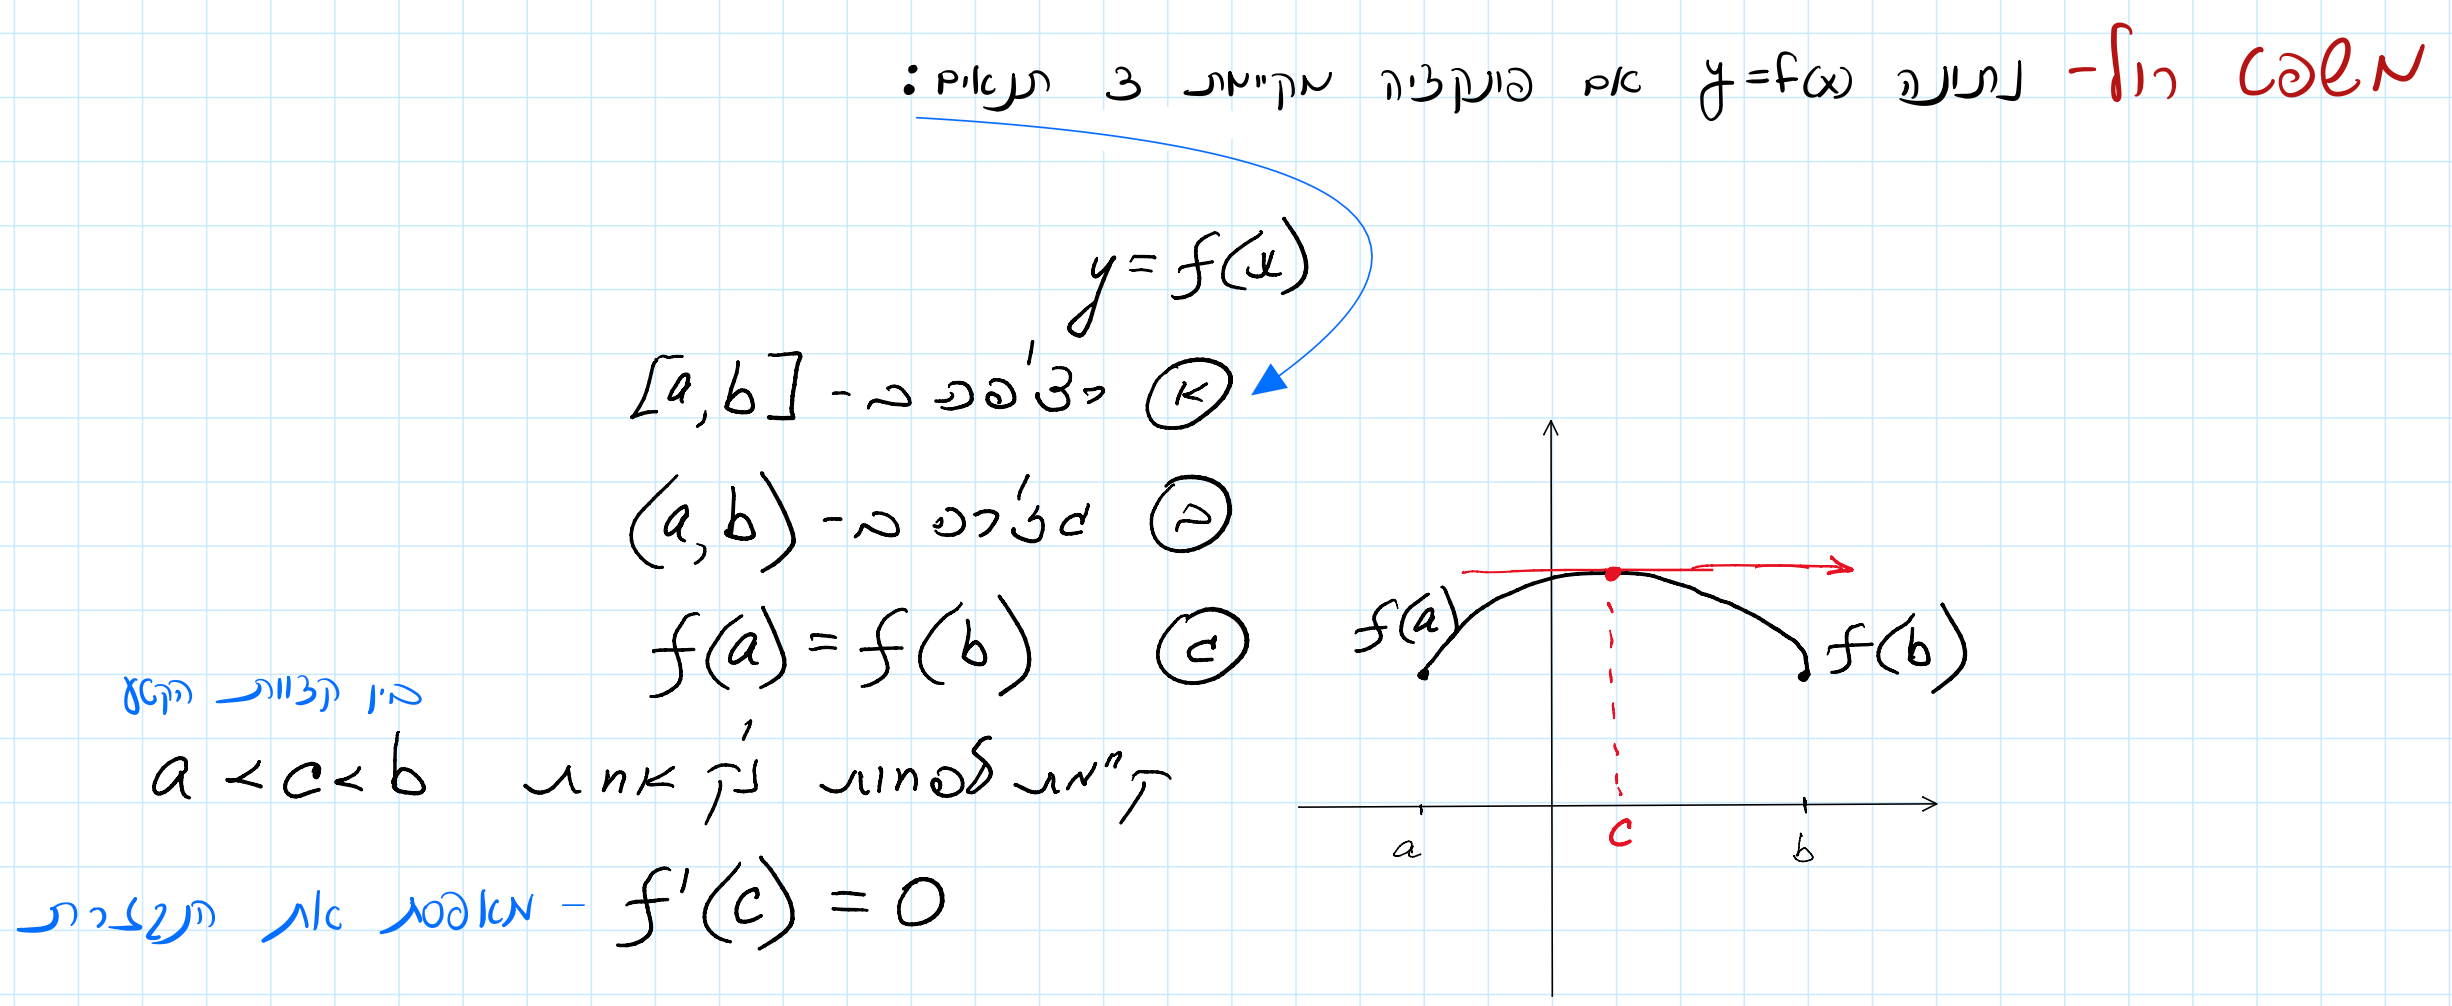 משפט רול- נתונה y=f(x) אם פונקציה מקיימת 3 תנאים:
y = f(x)
א רציפה ב- [a,b]
ב גזירה ב- (a,b)
ג f(a) = f(b)
בין קצוות הקטע
קיימת לפחות נק' אחת a < c < b
f'(c) = 0 - מאפסת את הנגזרת
f(a)
f(b)
a
c
b